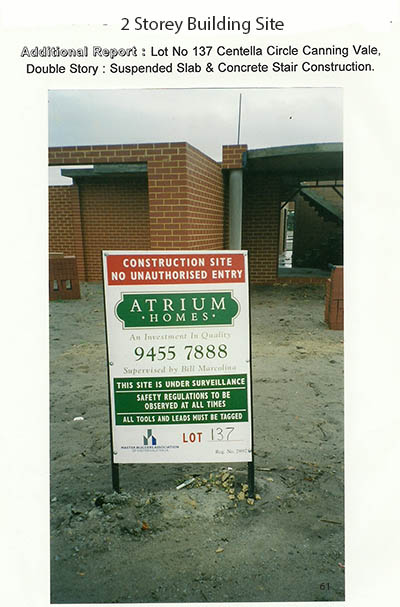 2 Storey Building Site
Additional Report : Lot No 137 Centella Circle Canning Vale,
Double Story : Suspended Slab & Concrete Stair Construction.
CONSTRUCTION SITE
NO UNAUTHORISED ENTRY
ATRIUM
·HOMES·
An Investment In Quality
9455 7888
Supervised by Bill Marcolina
THIS SITE IS UNDER SURVEILLANCE
SAFETY REGULATIONS TO BE
OBSERVED AT ALL TIMES
ALL TOOLS AND LEADS MUST BE TAGGED
MASTER BUILDERS ASSOCIATION
LOT 137
Reg. No.
61